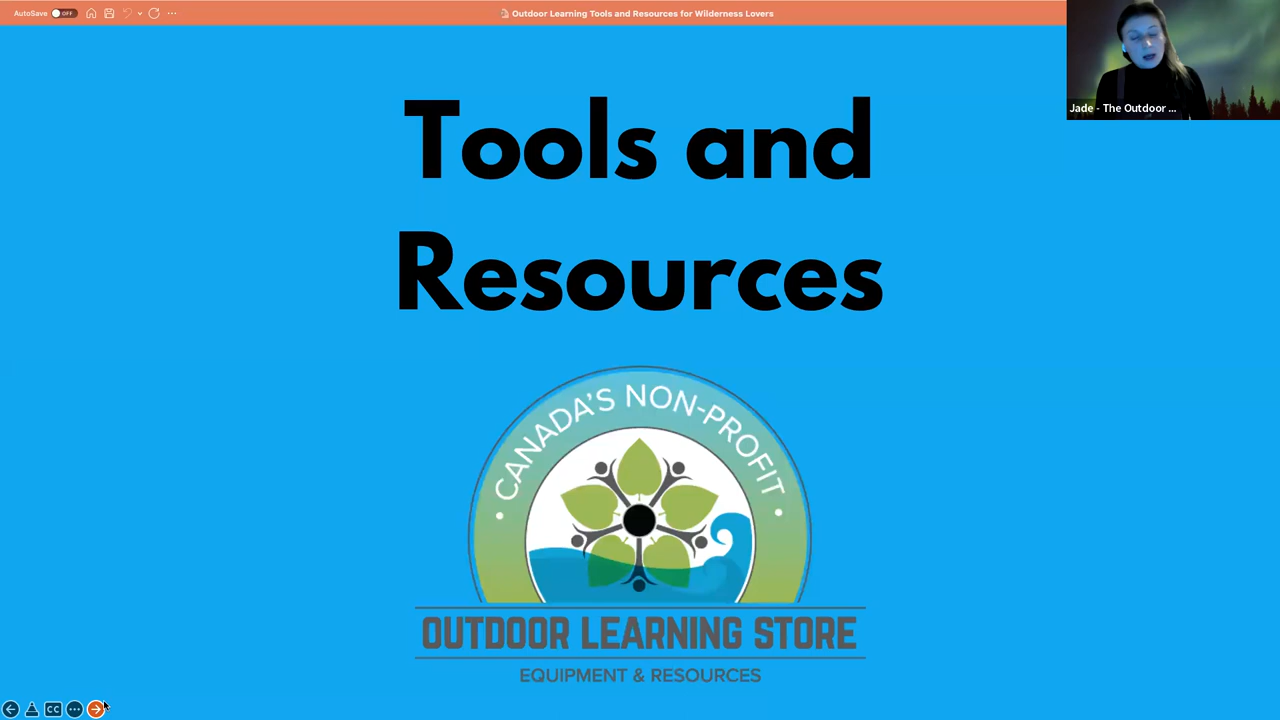 AutoSave OFF
Outdoor Learning Tools and Resources for Wilderness Lovers
Jade - The Outdoor ...
Tools and
Resources
• CANADA'S NON-PROFIT •
OUTDOOR LEARNING STORE
EQUIPMENT & RESOURCES
CC